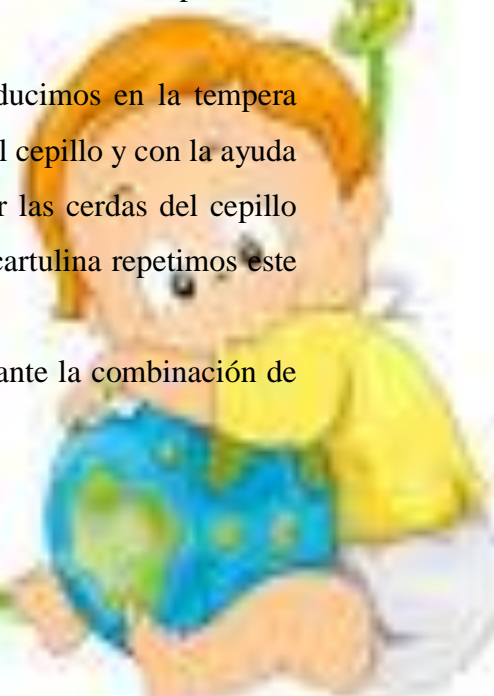 ducimos en la tempera
l cepillo y con la ayuda
r las cerdas del cepillo
cartulina repetimos este
ante la combinación de